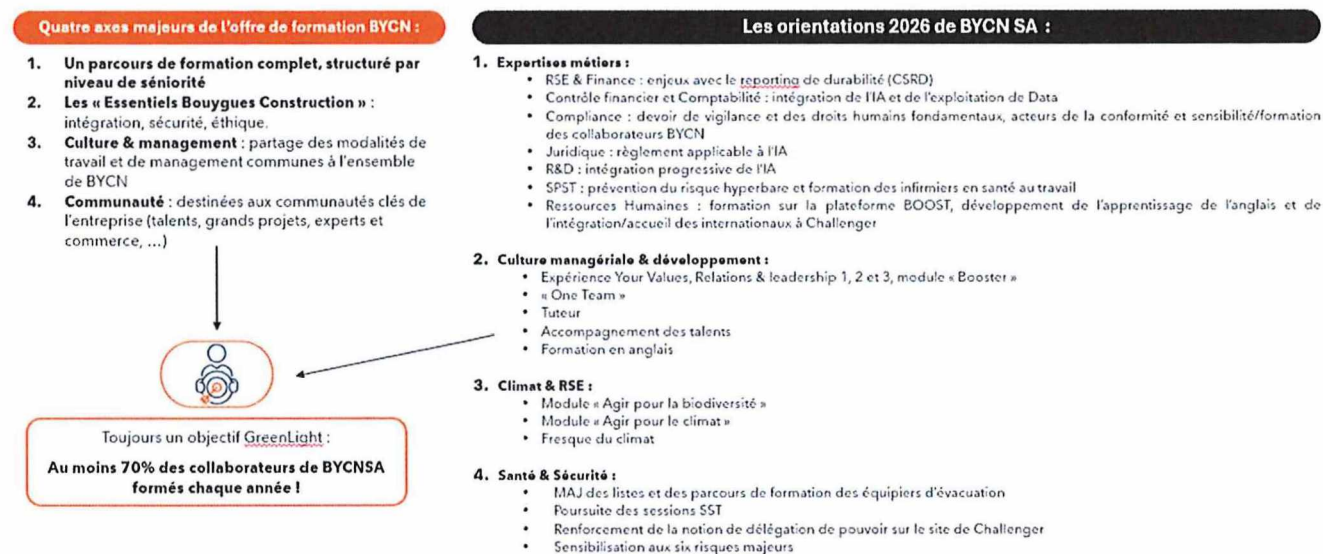 Quatre axes majeurs de l'offre de formation BYCN :
1. Un parcours de formation complet, structuré par
niveau de séniorité
2. Les « Essentiels Bouygues Construction » :
intégration, sécurité, éthique.
3. Culture & management : partage des modalités de
travail et de management communes à l'ensemble
de BYCN
4. Communauté : destinées aux communautés clés de
l'entreprise (talents, grands projets, experts et
commerce, ...)
Toujours un objectif GreenLight :
Au moins 70% des collaborateurs de BYCNSA
formés chaque année !
Les orientations 2026 de BYCN SA :
1. Expertises métiers :
• RSE & Finance : enjeux avec le reporting de durabilité (CSRD)
• Contrôle financier et Comptabilité : intégration de l'IA et de l'exploitation de Data
• Compliance : devoir de vigilance et des droits humains fondamentaux, acteurs de la conformité et sensibilité/formation
des collaborateurs BYCN
• Juridique : règlement applicable à l'IA
• R&D : intégration progressive de l'IA
• SPST : prévention du risque hyperbare et formation des infirmiers en santé au travail
• Ressources Humaines : formation sur la plateforme BOOST, développement de l'apprentissage de l'anglais et de
l'intégration/accueil des internationaux à Challenger
2. Culture managériale & développement :
• Expérience Your Values, Relations & leadership 1, 2 et 3, module « Booster »
• « One Team »
• Tuteur
• Accompagnement des talents
• Formation en anglais
3. Climat & RSE :
• Module « Agir pour la biodiversité »
• Module « Agir pour le climat »
• Fresque du climat
4. Santé & Sécurité :
• MAJ des listes et des parcours de formation des équipiers d'évacuation
• Poursuite des sessions SST
• Renforcement de la notion de délégation de pouvoir sur le site de Challenger
• Sensibilisation aux six risques majeurs